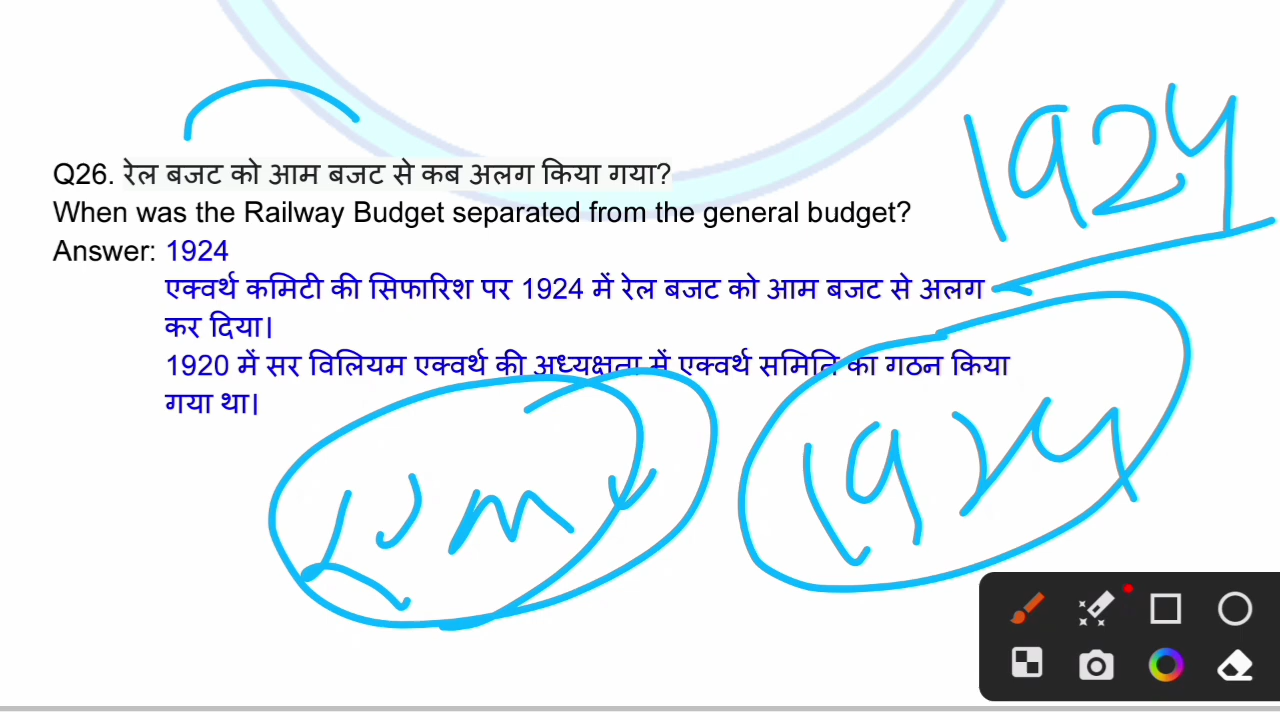 1924
Q26. रेल बजट को आम बजट से कब अलग किया गया?
When was the Railway Budget separated from the general budget?
Answer: 1924
एक्वर्थ कमिटी की सिफारिश पर 1924 में रेल बजट को आम बजट से अलग
कर दिया।
1920 में सर विलियम एक्वर्थ की अध्यक्षता में एक्वर्थ समिति का गठन किया
गया था।
1924